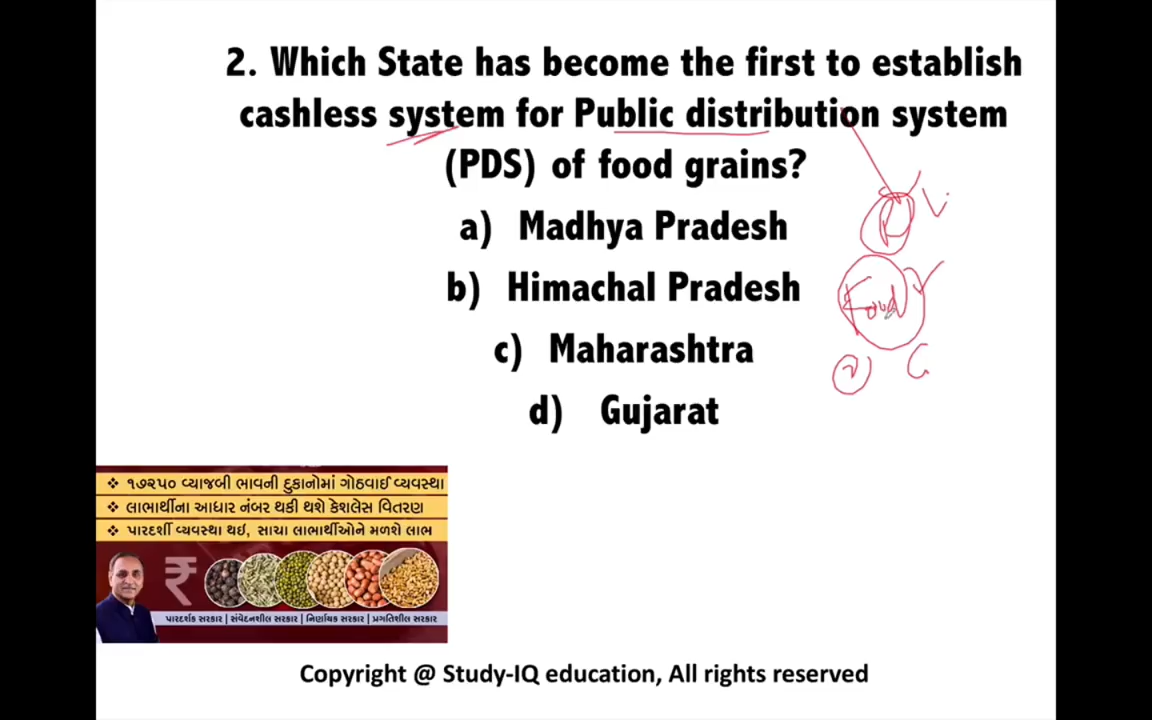 2. Which State has become the first to establish
cashless system for Public distribution system
(PDS) of food grains?
a) Madhya Pradesh
b) Himachal Pradesh
Food
c) Maharashtra
d) Gujarat
❖ ૧૭૨૫૦ વ્યાજબી ભાવની દુકાનોમાં ગોઠવાઈ વ્યવસ્થા
❖ લાભાર્થીના આધાર નંબર થકી થશે કેશલેસ વિતરણ
❖ પારદર્શી વ્યવસ્થા થઇ, સાચા લાભાર્થીઓને મળશે લાભ
₹
પારદર્શક સરકાર | સંવેદનશીલ સરકાર | નિર્ણાયક સરકાર | પ્રગતિશીલ સરકાર
Copyright @ Study-IQ education, All rights reserved